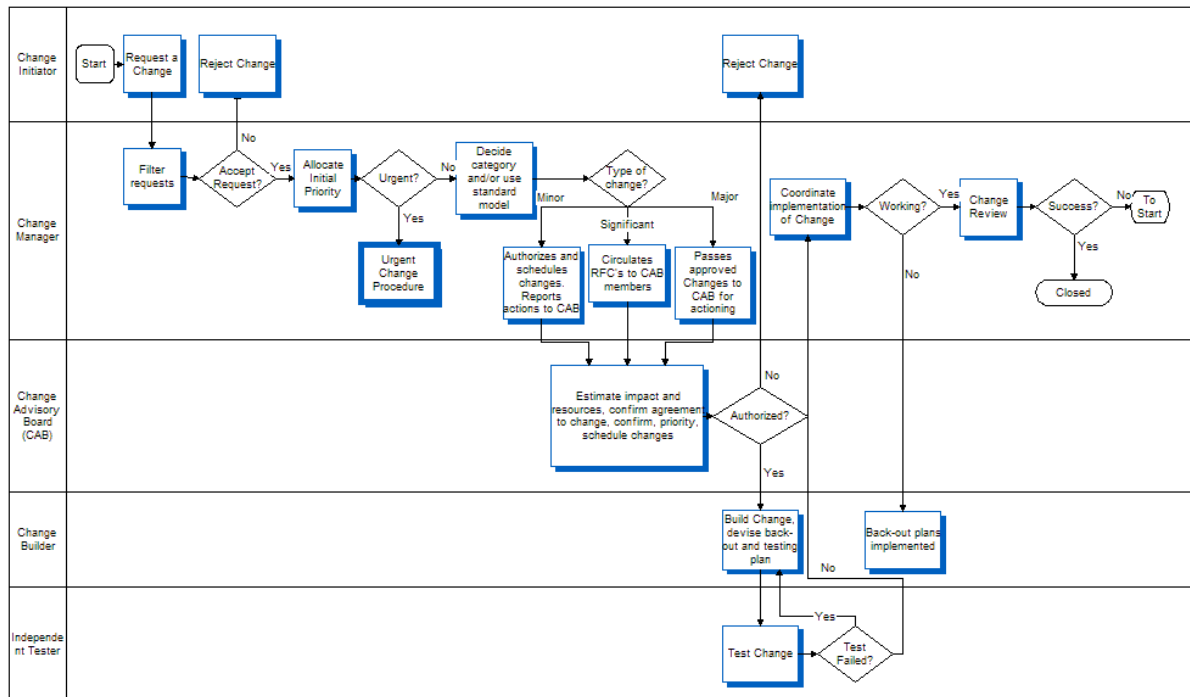 Change
Initiator
Start
Request a
Change
Reject Change
Reject Change
Change
Manager
Filter
requests
No
Accept
Request?
Yes
Allocate
Initial
Priority
Urgent?
No
Yes
Urgent
Change
Procedure
Decide
category
and/or use
standard
model
Type of
change?
Minor
Significant
Major
Authorizes and
schedules
changes.
Reports
actions to CAB
Circulates
RFC's to CAB
members
Passes
approved
Changes to
CAB for
actioning
Coordinate
implementation
of Change
Working?
Yes
No
Change
Review
Success?
No
To
Start
Yes
Closed
Change
Advisory
Board
(CAB)
Estimate impact and
resources, confirm agreement
to change, confirm, priority,
schedule changes
No
Authorized?
Yes
Change
Builder
Build Change,
devise back-
out and testing
plan
Back-out plans
implemented
No
Independe
nt Tester
Test Change
Yes
Test
Failed?